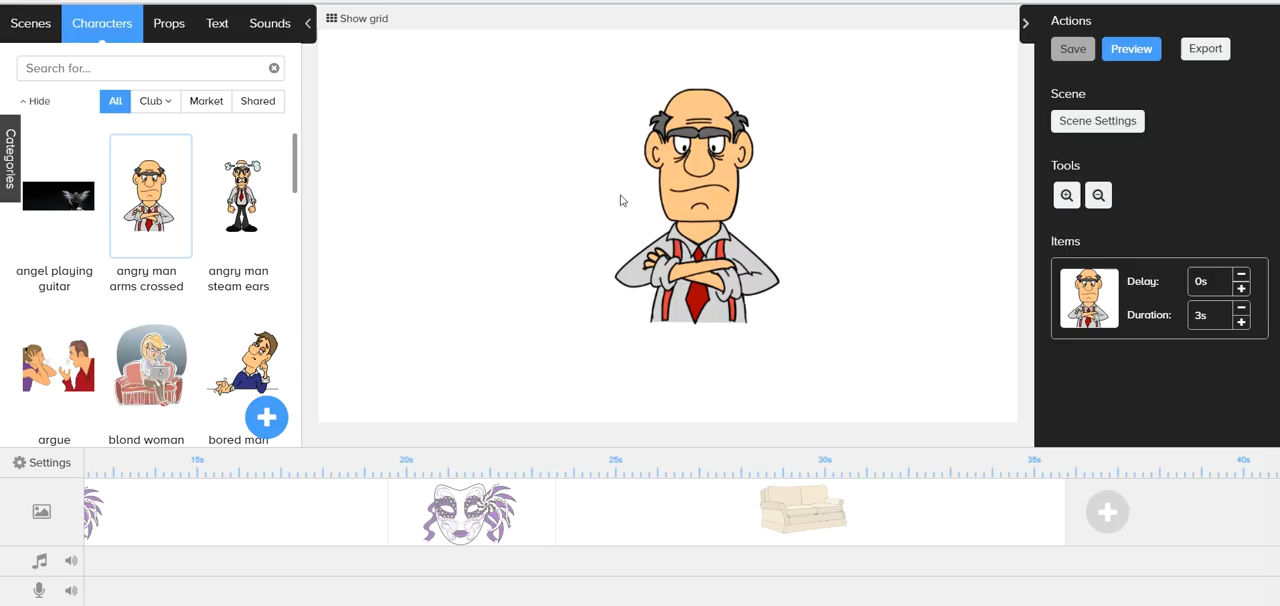 Scenes Characters Props Text Sounds
Show grid
Actions
Save Preview Export
Search for...
Hide All Club Market Shared
Categories
Scene
Scene Settings
Tools
Items
Delay: 0s
Duration: 3s
angel playing guitar
angry man arms crossed
angry man steam ears
argue
blond woman
bored man
Settings
15s 20s 25s 30s 35s 40s